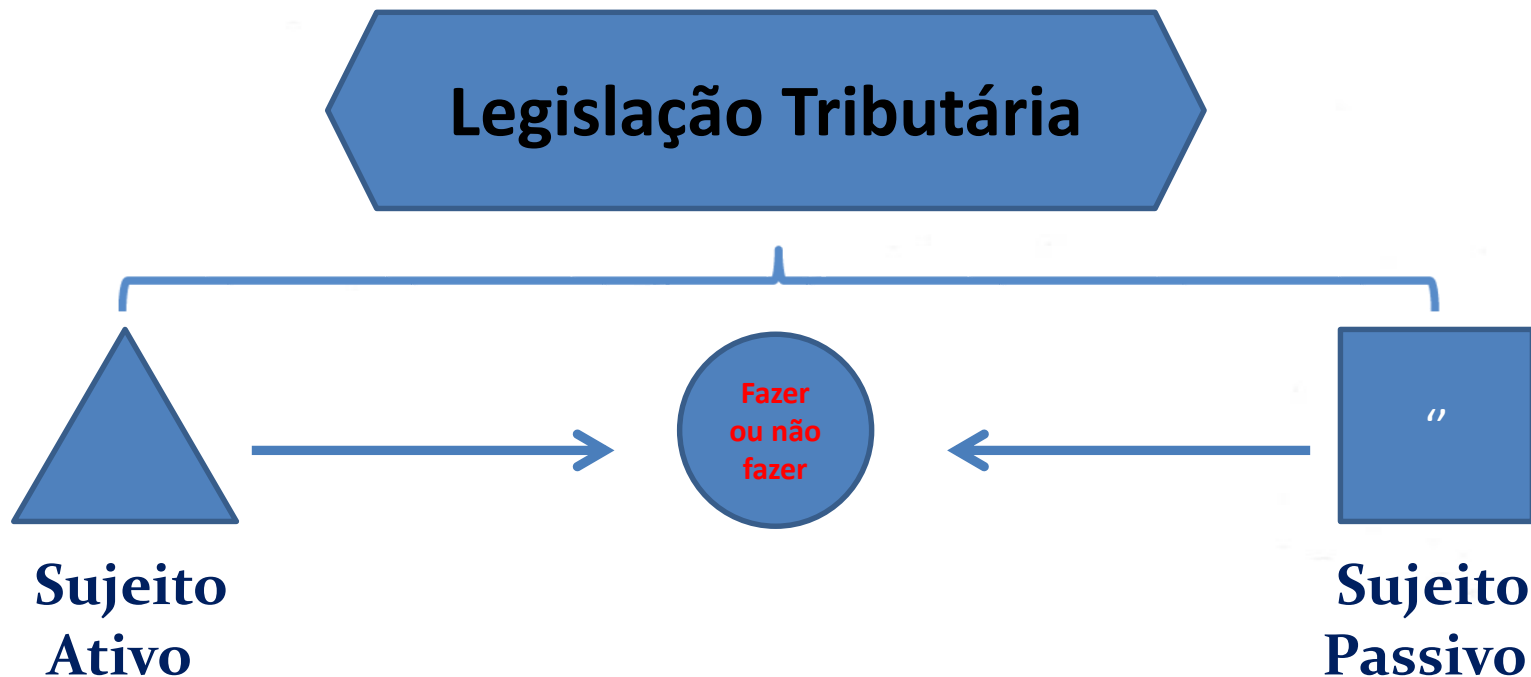 Legislação Tributária
Fazer
ou não
fazer
“
Sujeito
Ativo
Sujeito
Passivo